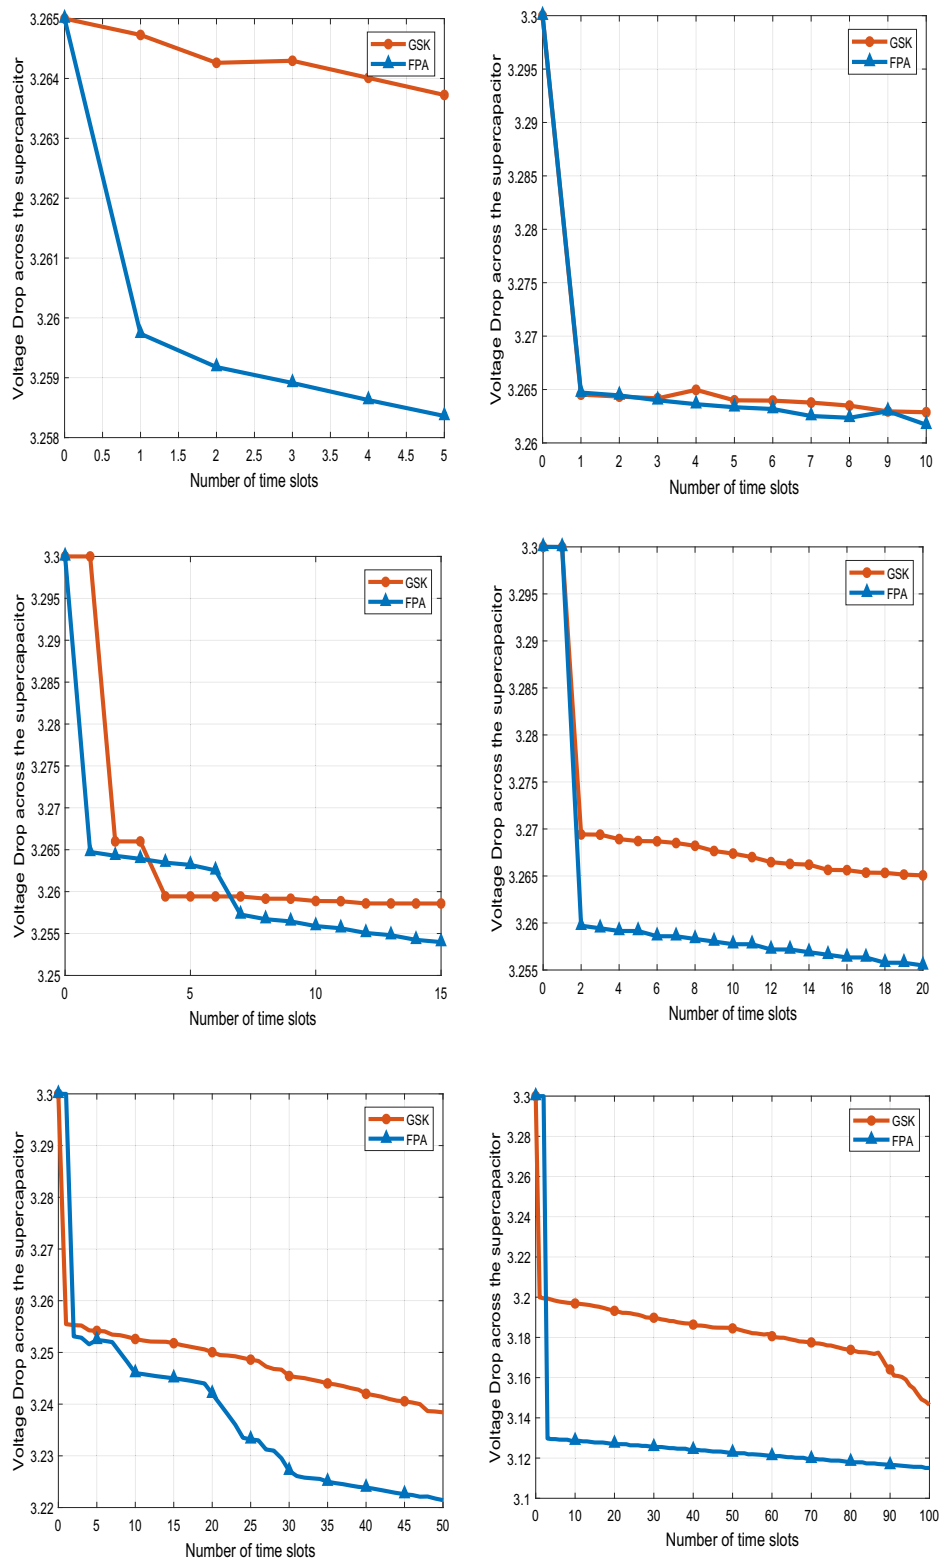 Voltage Drop across the supercapacitor
3.265
3.264
3.263
3.262
3.261
3.26
3.259
3.258
0 0.5 1 1.5 2 2.5 3 3.5 4 4.5 5
Number of time slots
GSK
FPA
Voltage Drop across the supercapacitor
3.3
3.295
3.29
3.285
3.28
3.275
3.27
3.265
3.26
0 1 2 3 4 5 6 7 8 9 10
Number of time slots
GSK
FPA
Voltage Drop across the supercapacitor
3.3
3.295
3.29
3.285
3.28
3.275
3.27
3.265
3.26
3.255
3.25
0 5 10 15
Number of time slots
GSK
FPA
Voltage Drop across the supercapacitor
3.3
3.295
3.29
3.285
3.28
3.275
3.27
3.265
3.26
3.255
0 2 4 6 8 10 12 14 16 18 20
Number of time slots
GSK
FPA
Voltage Drop across the supercapacitor
3.3
3.29
3.28
3.27
3.26
3.25
3.24
3.23
3.22
0 5 10 15 20 25 30 35 40 45 50
Number of time slots
GSK
FPA
Voltage Drop across the supercapacitor
3.3
3.28
3.26
3.24
3.22
3.2
3.18
3.16
3.14
3.12
3.1
0 10 20 30 40 50 60 70 80 90 100
Number of time slots
GSK
FPA